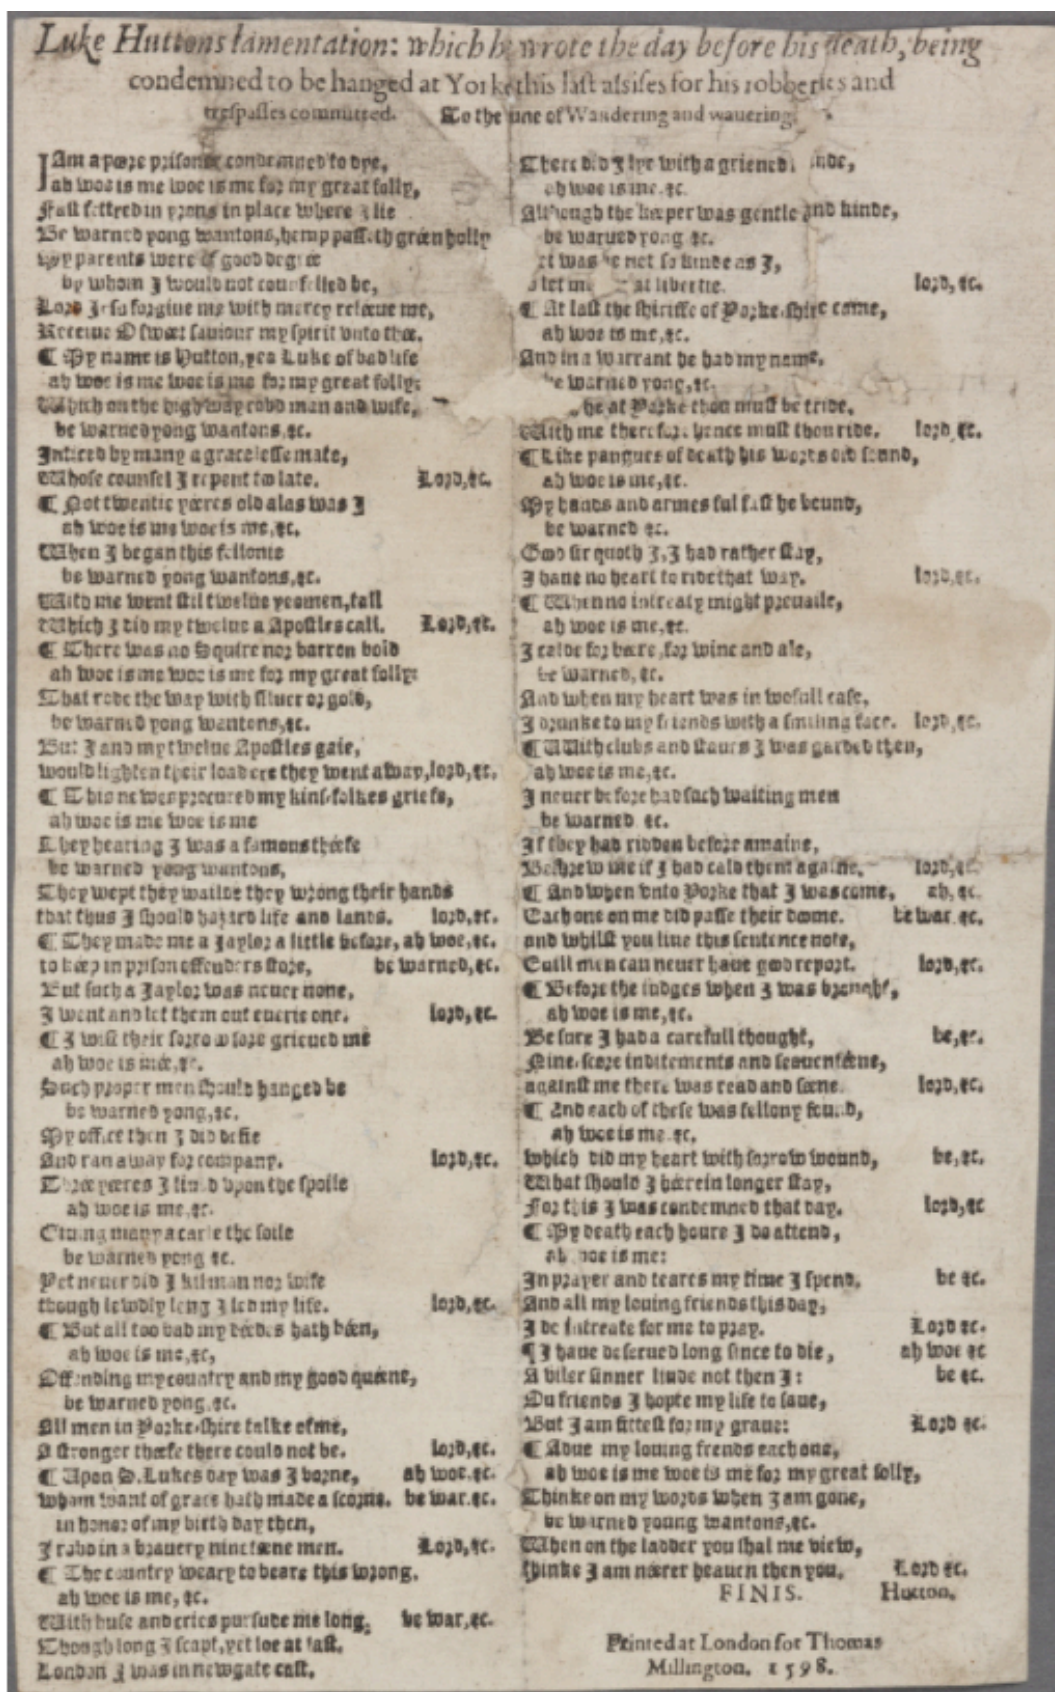 Luke Huttons lamentation: which he wrote the day before his death, being
condemned to be hanged at Yorke this last assises for his robberies and
trespasses committed. To the tune of Wandering and wauering.
I Am a poore prisoner condemned to dye,
ah woe is me woe is me for my great folly,
Fast fettred in yrons in place where I lie
Be warned yong wantons, hemp passeth green holly
My parents were of good degree
by whom I would not counselled be,
Lord Jesu forgiue me with mercy releeue me,
Receiue O sweet sauiour my spirit vnto thee.
¶ My name is Hutton, yea Luke of bad life
ah woe is me woe is me for my great folly:
Which on the high way robd man and wife,
be warned yong wantons, &c.
Inticed by many a gracelesse mate,
Whose counsel I repent too late. Lord, &c.
¶ Not twentie yeeres old alas was I
ah woe is me woe is me, &c.
When I began this fellonie
be warned yong wantons, &c.
With me went stil twelue yeomen, tall
Which I did my twelue a Apostles call. Lord, &c.
¶ There was no Squire nor barron bold
ah woe is me woe is me for my great folly:
That rode the way with siluer or gold,
be warned yong wantons, &c.
But I and my twelue Apostles gaie,
would lighten their load ere they went away, lord, &c.
¶ This newes procured my kins-folkes griefs,
ah woe is me woe is me
They hearing I was a famous theefe
be warned yong wantons,
They wept they wailde they wrong their hands
that thus I should hazard life and lands. lord, &c.
¶ They made me a Jaylor a little before, ah woe, &c.
to keep in prison offenders store, be warned, &c.
But such a Jaylor was neuer none,
I went and let them out euerie one. lord, &c.
¶ I wist their sorrow sore grieued me
ah woe is mee, &c.
Such proper men should hanged be
be warned yong, &c.
My office then I did defie
And ran away for company. lord, &c.
Three yeeres I liued vpon the spoile
ah woe is me, &c.
Giuing many a carle the foile
be warned yong &c.
Yet neuer did I kil man nor wife
though lewdly long I led my life. lord, &c.
¶ But all too bad my deedes hath been,
ah woe is me, &c,
Offending my country and my good queene,
be warned yong, &c.
All men in Yorke-shire talke of me,
A stronger theefe there could not be. lord, &c.
¶ Upon S. Lukes day was I borne, ah woe. &c.
whom want of grace hath made a scorne. be war. &c.
in honor of my birth day then,
I robd in a brauery nineteene men. Lord, &c.
¶ The country weary to beare this wrong.
ah woe is me, &c.
With huse and cries pursude me long, be war, &c.
Though long I scapt, yet loe at last.
London I was in newgate cast.
There did I lye with a grieued
ah woe is me. &c.
Although the keeper was gentle and kinde,
be warned yong &c.
was he not so kinde as I,
let me at libertie. lord, &c.
¶ At last the shiriffe of Yorke-shire came,
ah woe is me, &c.
And in a warrant he had my name.
be warned yong, &c.
he at Yorke thou must be tride.
With me therefore hence must thou ride. lord &c.
¶ Like pangues of death his words did sound,
ah woe is me, &c.
My hands and armes ful fast he bound,
be warned &c.
Good sir quoth I, I had rather stay,
I haue no heart to ride that way. lord, &c.
¶ When no intreaty might preuaile,
ah woe is me, &c.
I calde for beere, for wine and ale,
be warned, &c.
And when my heart was in wofull case,
I drunke to my friends with a smiling face. lord, &c.
¶ With clubs and staues I was garded then,
ah woe is me, &c.
I neuer before had such waiting men
be warned &c.
If they had ridden before amaine,
Beshrew me if I had cald them againe. lord, &c.
¶ And when vnto Yorke that I was come, ah, &c.
Each one on me did passe their doome. be war &c.
and whilst you liue this sentence note,
Euill men can neuer haue good report. lord, &c.
¶ Before the iudges when I was brought,
ah woe is me, &c.
Be sure I had a carefull thought, be, &c.
Nine-score inditements and seauenteene,
against me there was read and seene. lord, &c.
¶ And each of these was fellony found,
ah woe is me. &c.
which did my heart with sorrow wound, be, &c.
What should I heerein longer stay,
For this I was condemned that day. lord, &c
¶ My death each houre I do attend,
ah woe is me:
In prayer and teares my time I spend. be &c.
And all my louing friends this day,
I do intreate for me to pray. Lord &c.
¶ I haue deserued long since to die, ah woe &c
A viler sinner liude not then I: be &c.
On friends I hopte my life to saue,
But I am fittest for my graue: Lord &c.
¶ Adue my louing frends each one,
ah woe is me woe is me for my great folly,
Thinke on my words when I am gone,
be warned young wantons, &c.
When on the ladder you shal me view,
thinke I am neerer heauen then you. Lord &c.
FINIS. Hutton.
Printed at London for Thomas
Millington. 1598.